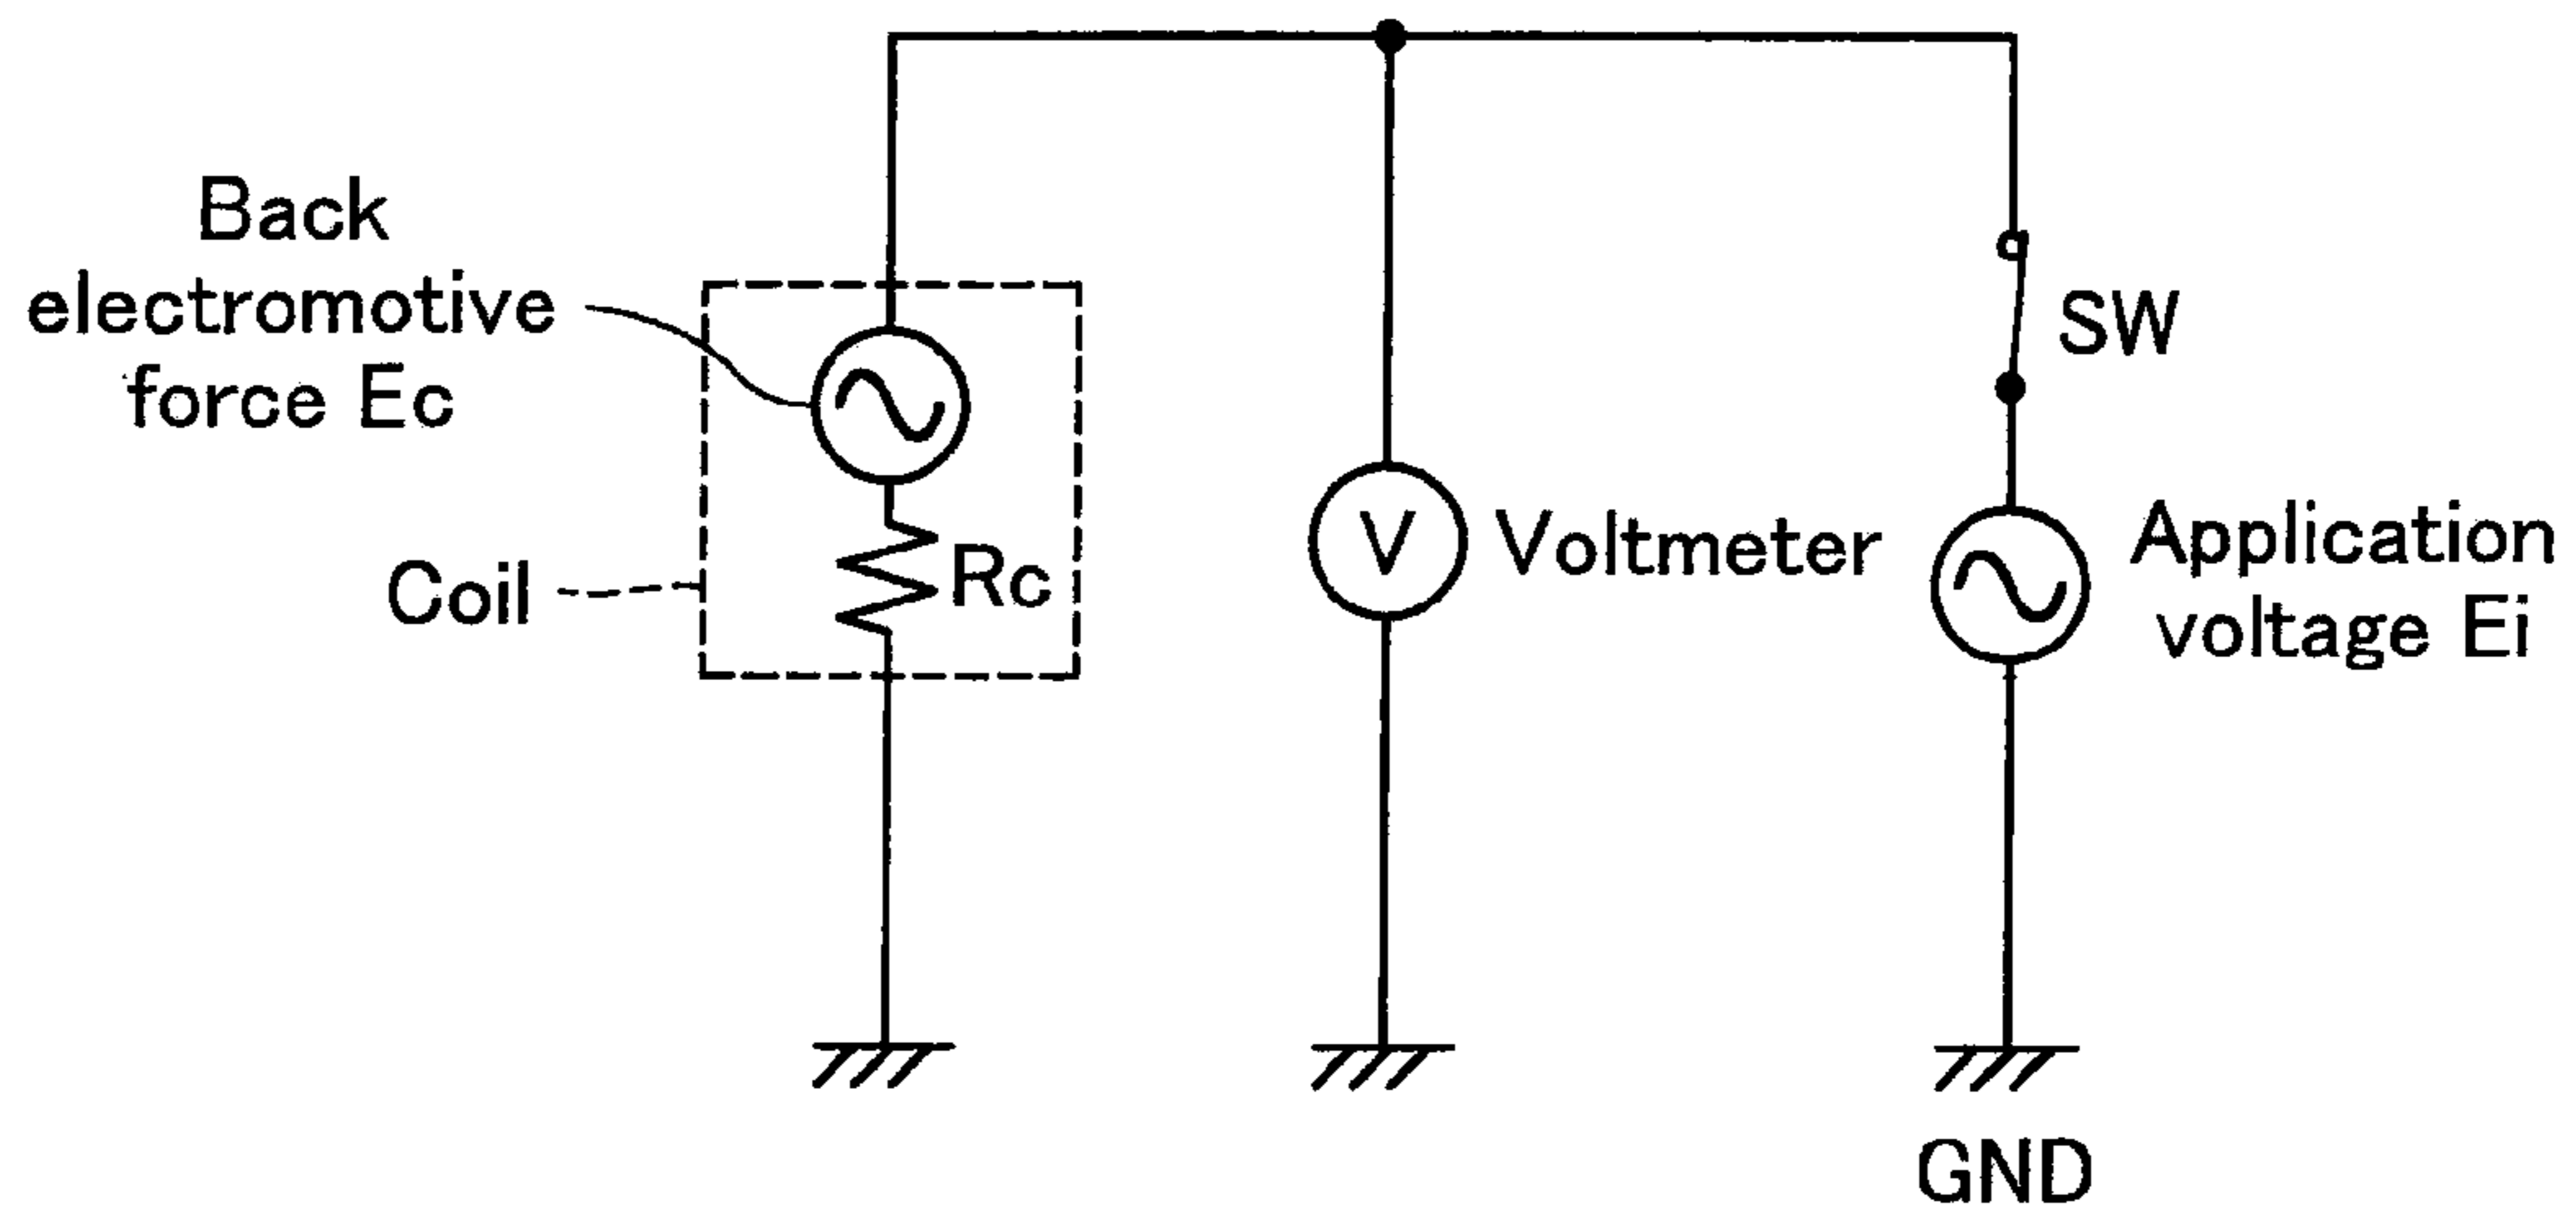 Back
electromotive
force Ec
SW
V
Voltmeter
Application
voltage Ei
Coil
Rc
GND